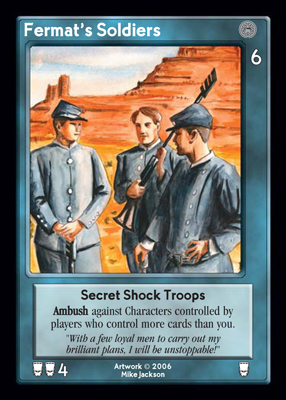 Fermat's Soldiers
6
Secret Shock Troops
Ambush against Characters controlled by
players who control more cards than you.
"With a few loyal men to carry out my
brilliant plans, I will be unstoppable!"
4
Artwork © 2006
Mike Jackson